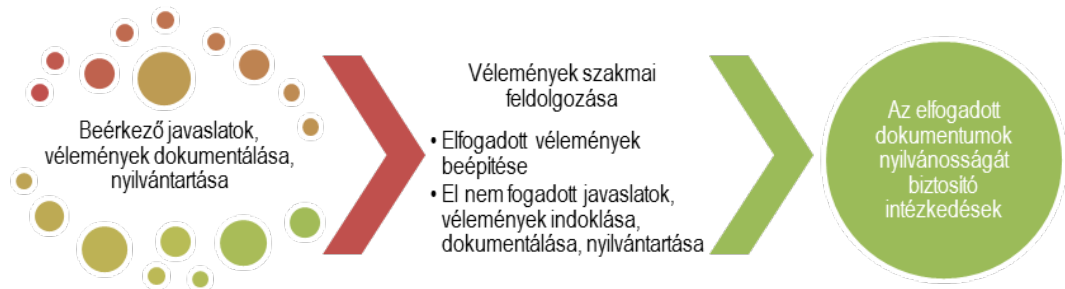 Beérkező javaslatok,
vélemények dokumentálása,
nyilvántartása
Vélemények szakmai
feldolgozása
• Elfogadott vélemények
beépítése
• El nem fogadott javaslatok,
vélemények indoklása,
dokumentálása, nyilvántartása
Az elfogadott
dokumentumok
nyilvánosságát
biztosító
intézkedések